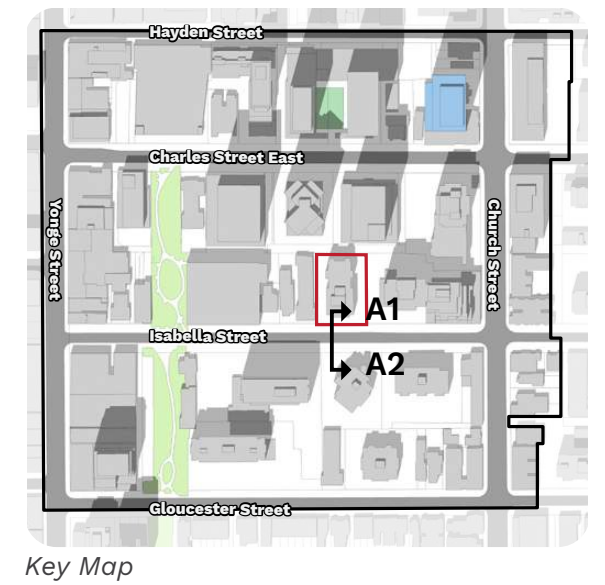 Hayden Street
Charles Street East
Yonge Street
Church Street
A1
Isabella Street
A2
Gloucester Street
Key Map